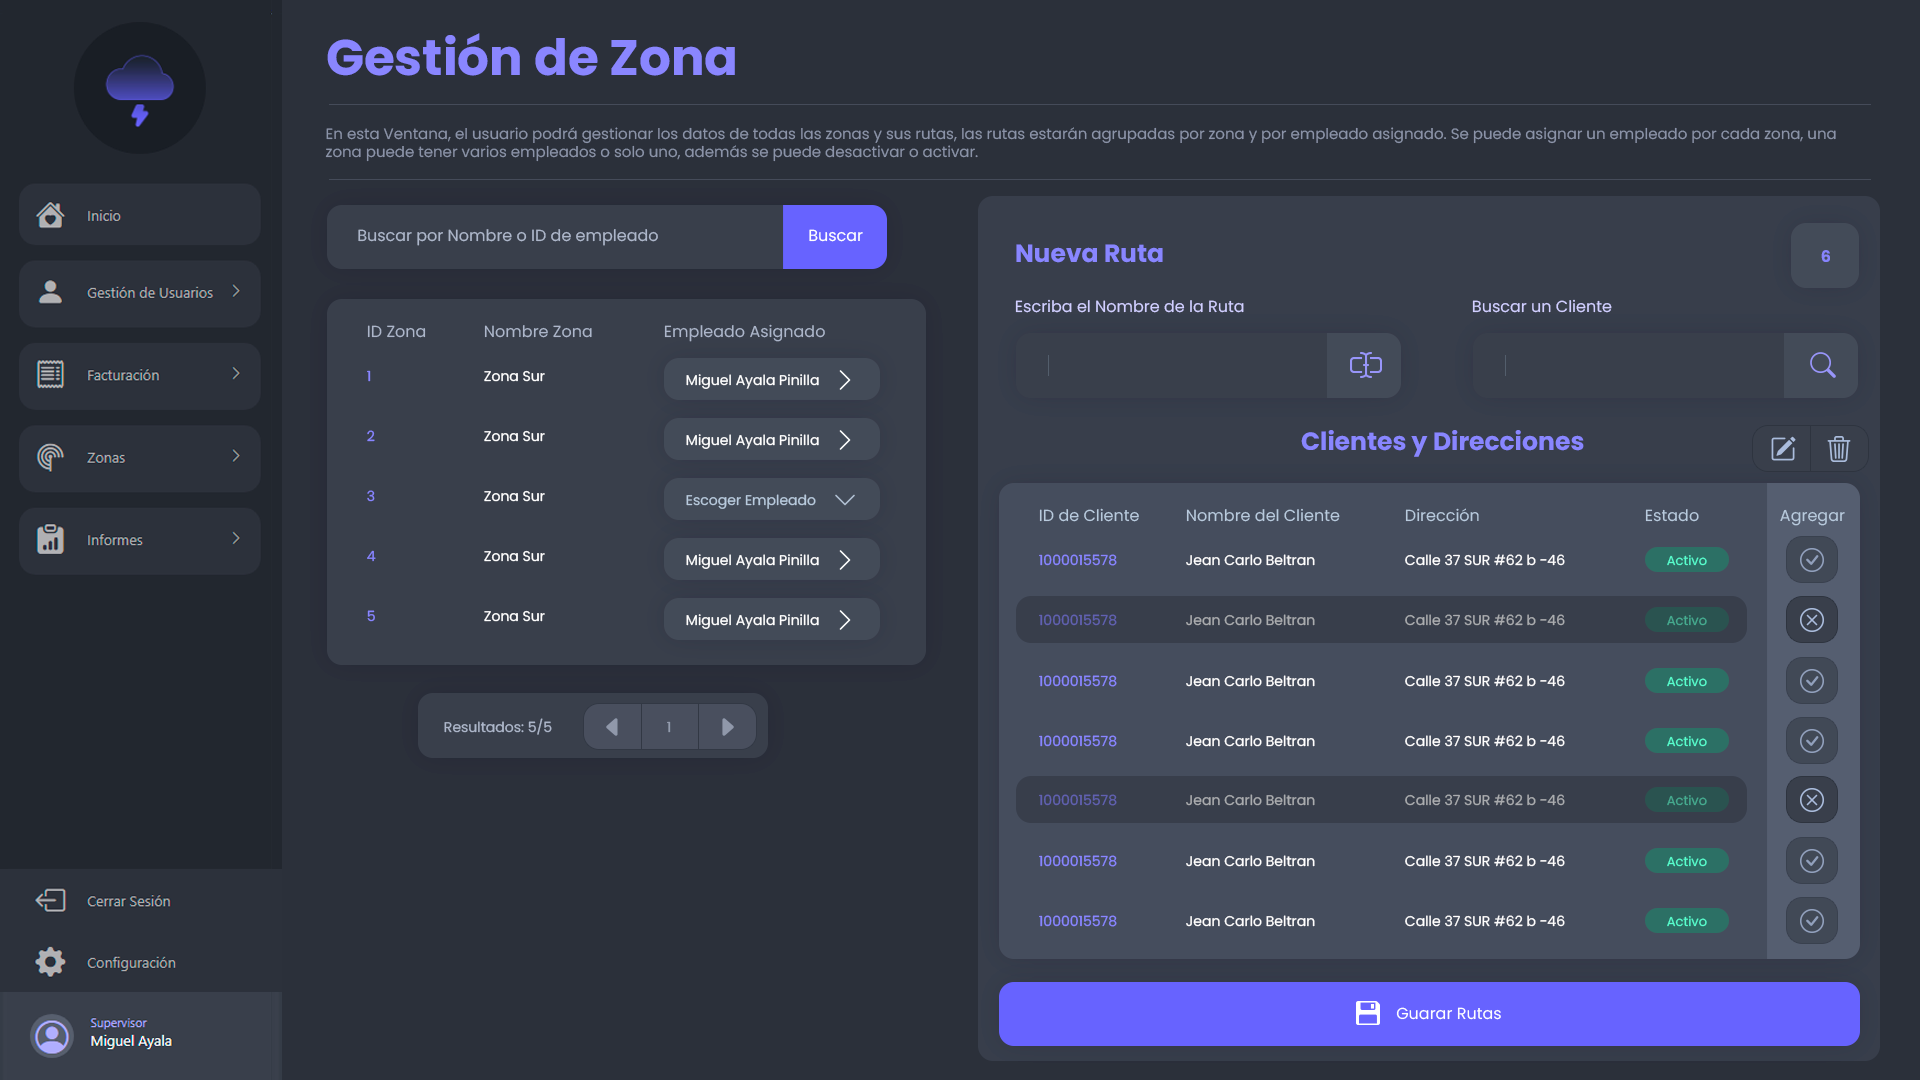 Inicio
Gestión de Usuarios
Facturación
Zonas
Informes
Cerrar Sesión
Configuración
Supervisor
Miguel Ayala
Gestión de Zona
En esta Ventana, el usuario podrá gestionar los datos de todas las zonas y sus rutas, las rutas estarán agrupadas por zona y por empleado asignado. Se puede asignar un empleado por cada zona, una
zona puede tener varios empleados o solo uno, además se puede desactivar o activar.
Buscar por Nombre o ID de empleado Buscar
ID Zona Nombre Zona Empleado Asignado
1 Zona Sur Miguel Ayala Pinilla
2 Zona Sur Miguel Ayala Pinilla
3 Zona Sur Escoger Empleado
4 Zona Sur Miguel Ayala Pinilla
5 Zona Sur Miguel Ayala Pinilla
Resultados: 5/5 1
Nueva Ruta 6
Escriba el Nombre de la Ruta Buscar un Cliente
Clientes y Direcciones
ID de Cliente Nombre del Cliente Dirección Estado Agregar
1000015578 Jean Carlo Beltran Calle 37 SUR #62 b -46 Activo
1000015578 Jean Carlo Beltran Calle 37 SUR #62 b -46 Activo
1000015578 Jean Carlo Beltran Calle 37 SUR #62 b -46 Activo
1000015578 Jean Carlo Beltran Calle 37 SUR #62 b -46 Activo
1000015578 Jean Carlo Beltran Calle 37 SUR #62 b -46 Activo
1000015578 Jean Carlo Beltran Calle 37 SUR #62 b -46 Activo
1000015578 Jean Carlo Beltran Calle 37 SUR #62 b -46 Activo
Guarar Rutas